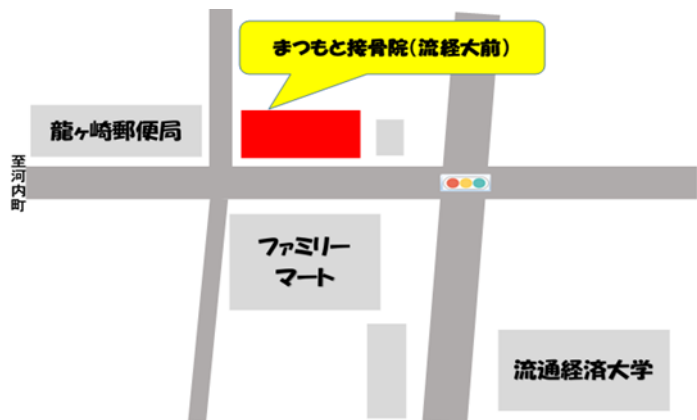 まつもと接骨院(流経大前)
龍ヶ崎郵便局
至河内町
ファミリー
マート
流通経済大学